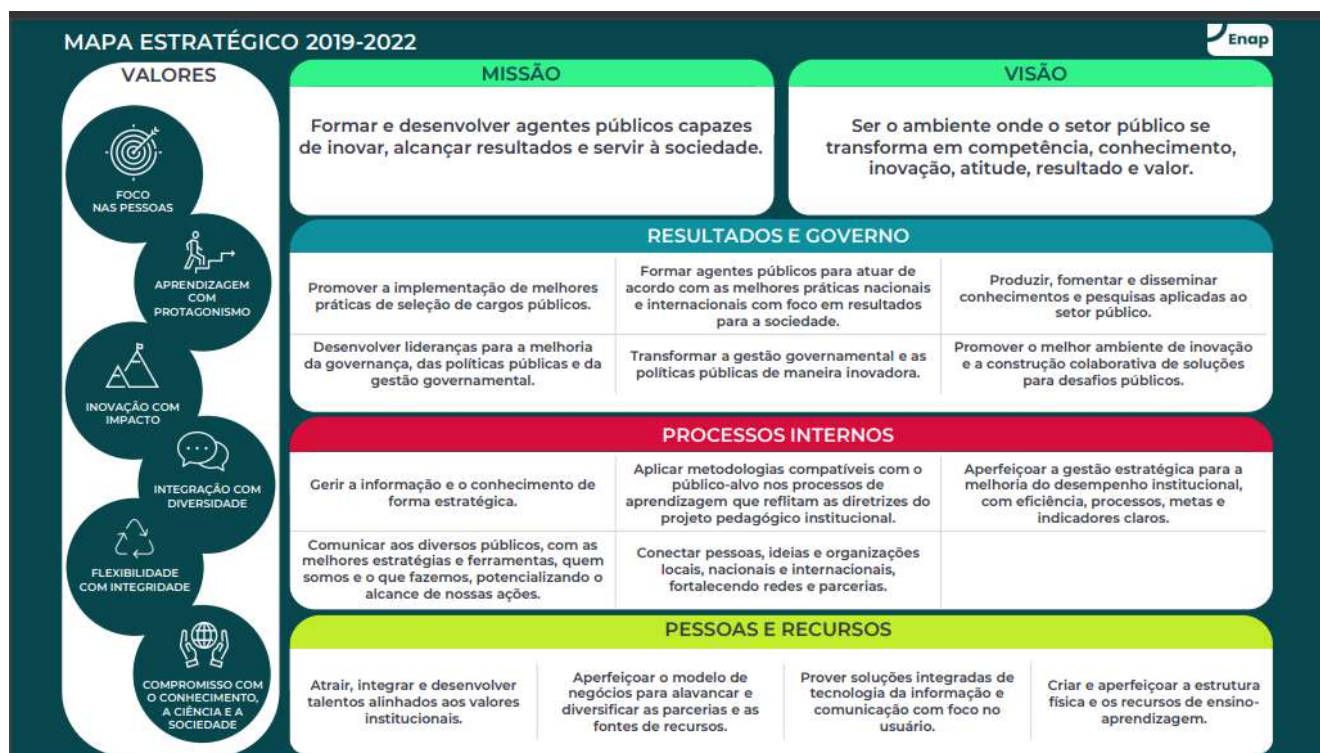 MAPA ESTRATÉGICO 2019-2022
Enap
VALORES
FOCO
NAS PESSOAS
APRENDIZAGEM
COM
PROTAGONISMO
INOVAÇÃO COM
IMPACTO
INTEGRAÇÃO COM
DIVERSIDADE
FLEXIBILIDADE
COM INTEGRIDADE
COMPROMISSO COM
O CONHECIMENTO,
A CIÊNCIA E A
SOCIEDADE
MISSÃO
Formar e desenvolver agentes públicos capazes
de inovar, alcançar resultados e servir à sociedade.
VISÃO
Ser o ambiente onde o setor público se
transforma em competência, conhecimento,
inovação, atitude, resultado e valor.
RESULTADOS E GOVERNO
Promover a implementação de melhores
práticas de seleção de cargos públicos.
Formar agentes públicos para atuar de
acordo com as melhores práticas nacionais
e internacionais com foco em resultados
para a sociedade.
Produzir, fomentar e disseminar
conhecimentos e pesquisas aplicadas ao
setor público.
Desenvolver lideranças para a melhoria
da governança, das políticas públicas e da
gestão governamental.
Transformar a gestão governamental e as
políticas públicas de maneira inovadora.
Promover o melhor ambiente de inovação
e a construção colaborativa de soluções
para desafios públicos.
PROCESSOS INTERNOS
Gerir a informação e o conhecimento de
forma estratégica.
Aplicar metodologias compatíveis com o
público-alvo nos processos de
aprendizagem que reflitam as diretrizes do
projeto pedagógico institucional.
Aperfeiçoar a gestão estratégica para a
melhoria do desempenho institucional,
com eficiência, processos, metas e
indicadores claros.
Comunicar aos diversos públicos, com as
melhores estratégias e ferramentas, quem
somos e o que fazemos, potencializando o
alcance de nossas ações.
Conectar pessoas, ideias e organizações
locais, nacionais e internacionais,
fortalecendo redes e parcerias.
PESSOAS E RECURSOS
Atrair, integrar e desenvolver
talentos alinhados aos valores
institucionais.
Aperfeiçoar o modelo de
negócios para alavancar e
diversificar as parcerias e as
fontes de recursos.
Prover soluções integradas de
tecnologia da informação e
comunicação com foco no
usuário.
Criar e aperfeiçoar a estrutura
física e os recursos de ensino-
aprendizagem.